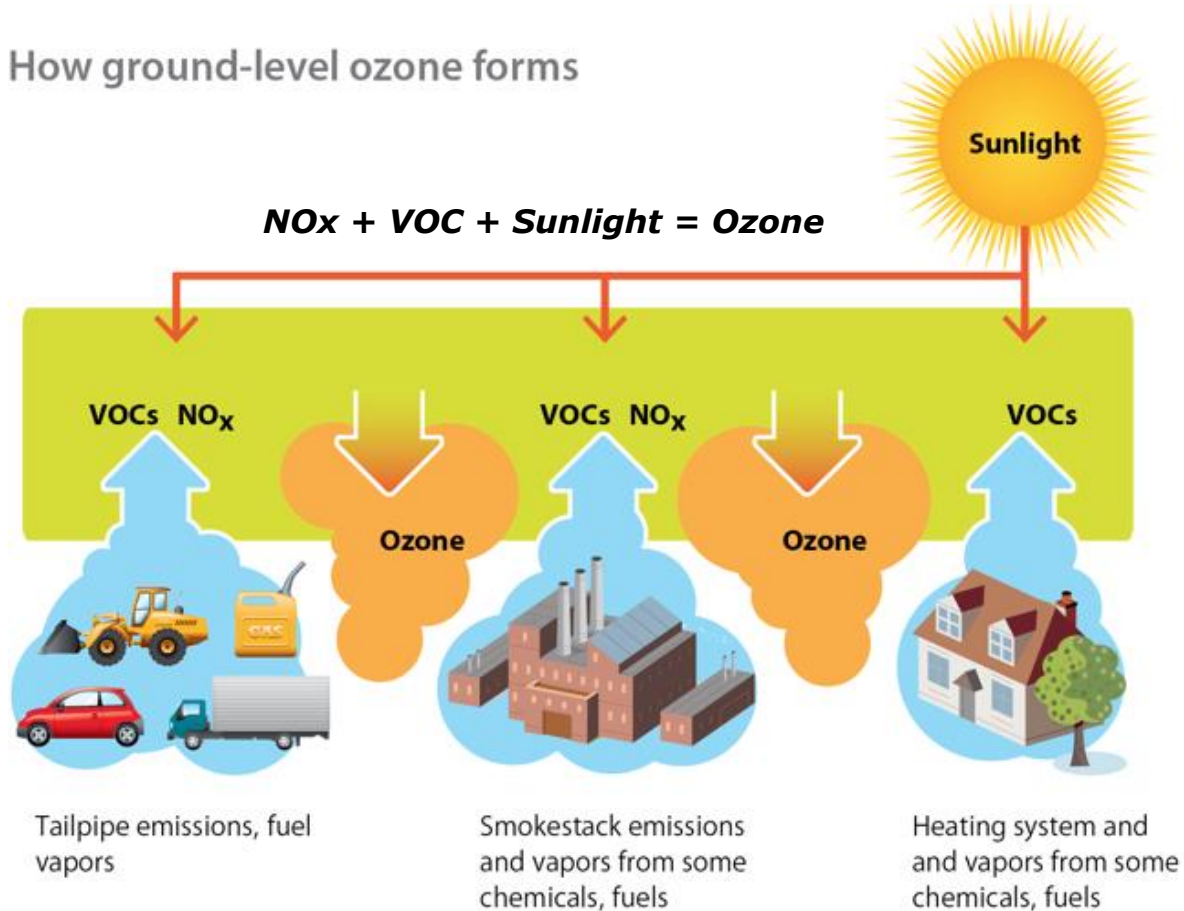 How ground-level ozone forms
Sunlight
NOx + VOC + Sunlight = Ozone
VOCs NOx
VOCs NOx
VOCs
Ozone
Ozone
GAS
Tailpipe emissions, fuel
vapors
Smokestack emissions
and vapors from some
chemicals, fuels
Heating system and
and vapors from some
chemicals, fuels